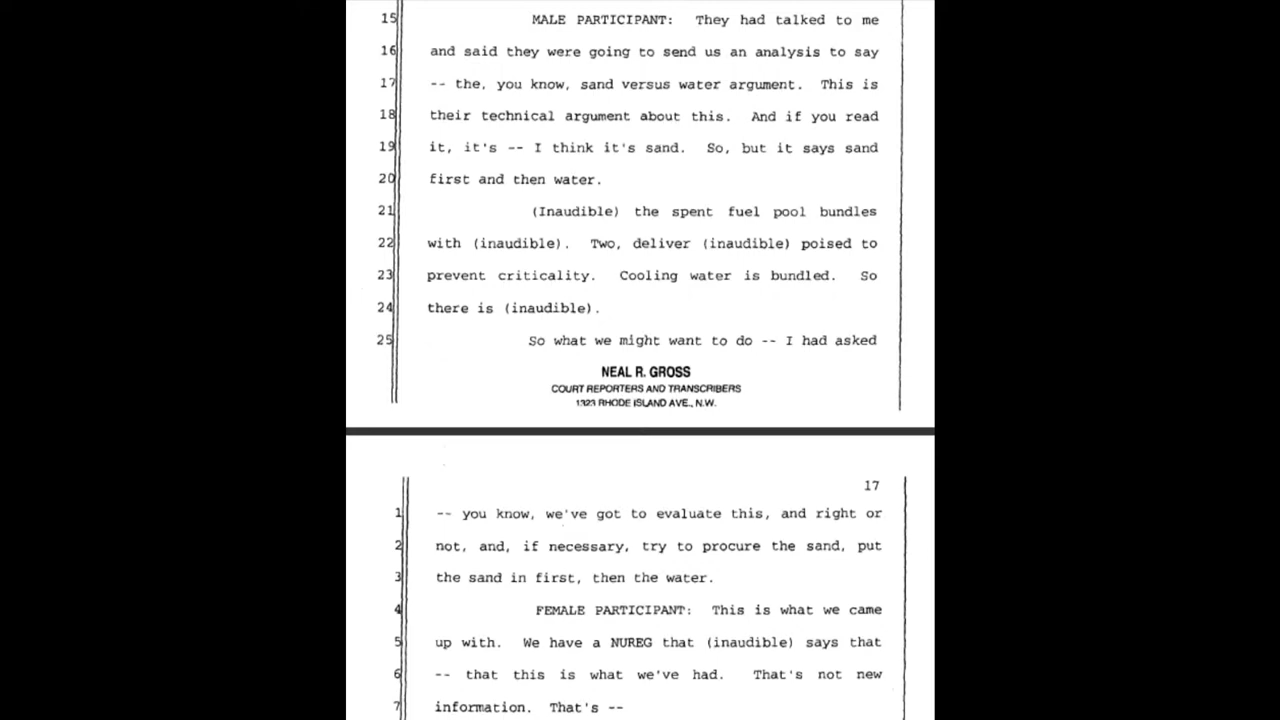 15 MALE PARTICIPANT: They had talked to me
16 and said they were going to send us an analysis to say
17 -- the, you know, sand versus water argument. This is
18 their technical argument about this. And if you read
19 it, it's -- I think it's sand. So, but it says sand
20 first and then water.
21 (Inaudible) the spent fuel pool bundles
22 with (inaudible). Two, deliver (inaudible) poised to
23 prevent criticality. Cooling water is bundled. So
24 there is (inaudible).
25 So what we might want to do -- I had asked
NEAL R. GROSS
COURT REPORTERS AND TRANSCRIBERS
1323 RHODE ISLAND AVE., N.W.
17
1 -- you know, we've got to evaluate this, and right or
2 not, and, if necessary, try to procure the sand, put
3 the sand in first, then the water.
4 FEMALE PARTICIPANT: This is what we came
5 up with. We have a NUREG that (inaudible) says that
6 -- that this is what we've had. That's not new
7 information. That's --